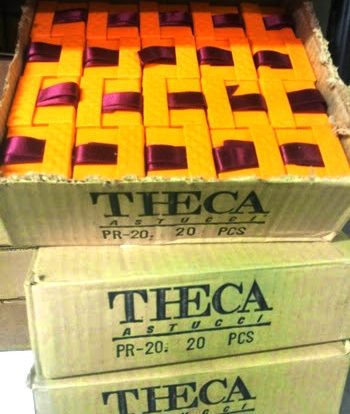 THECA
ASTUCCI
PR-20. 20 PCS
THECA
ASTUCCI
PR-20. 20 PCS
THECA